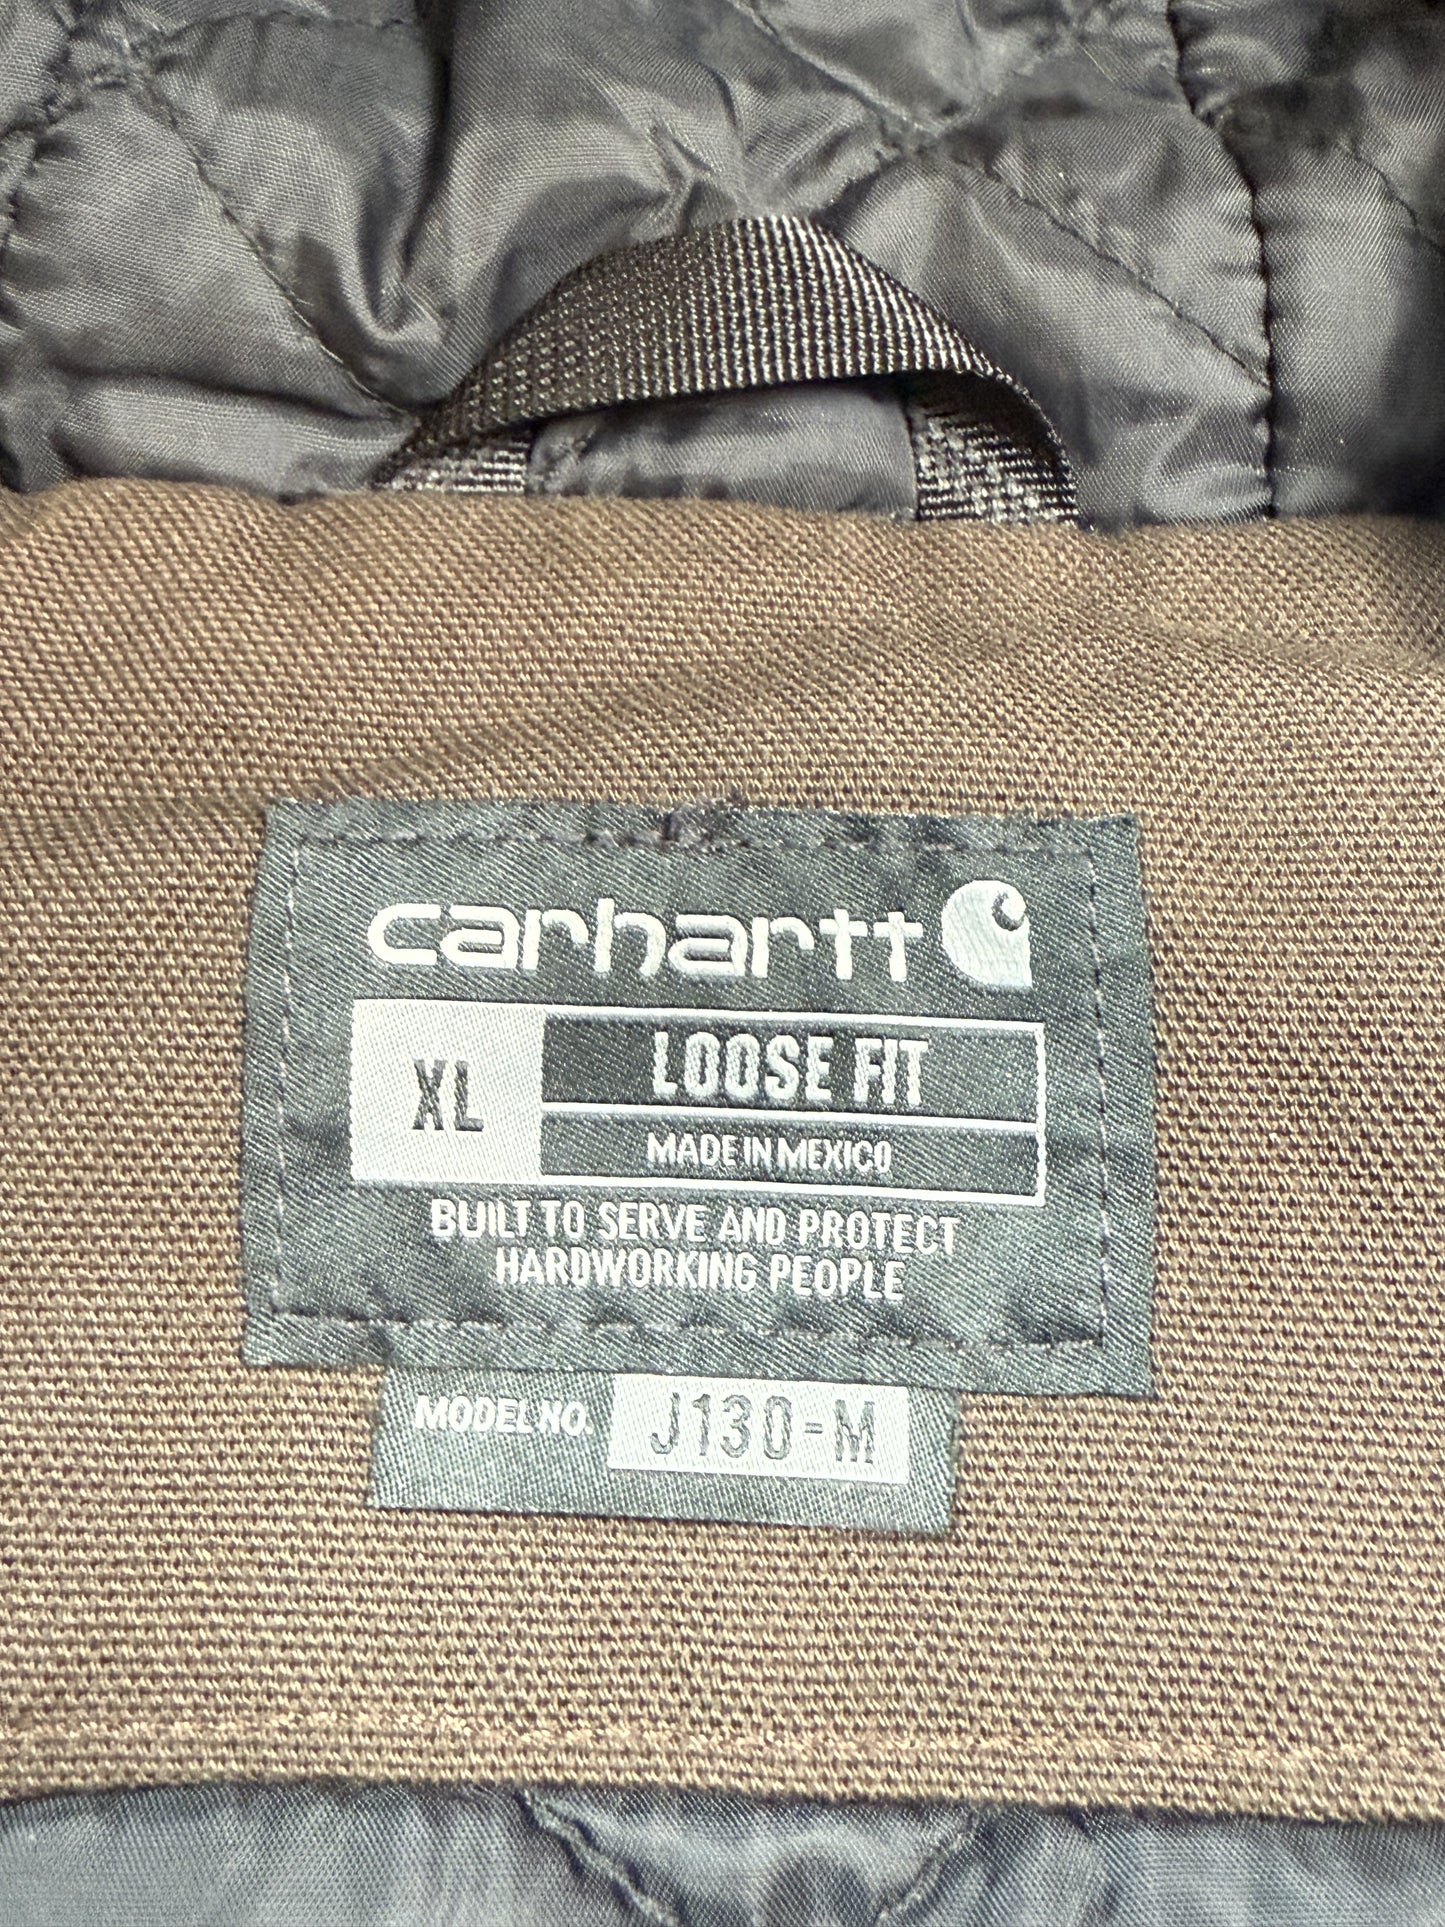 carhartt
XL
LOOSE FIT
MADE IN MEXICO
BUILT TO SERVE AND PROTECT
HARDWORKING PEOPLE
MODEL NO. J130-M